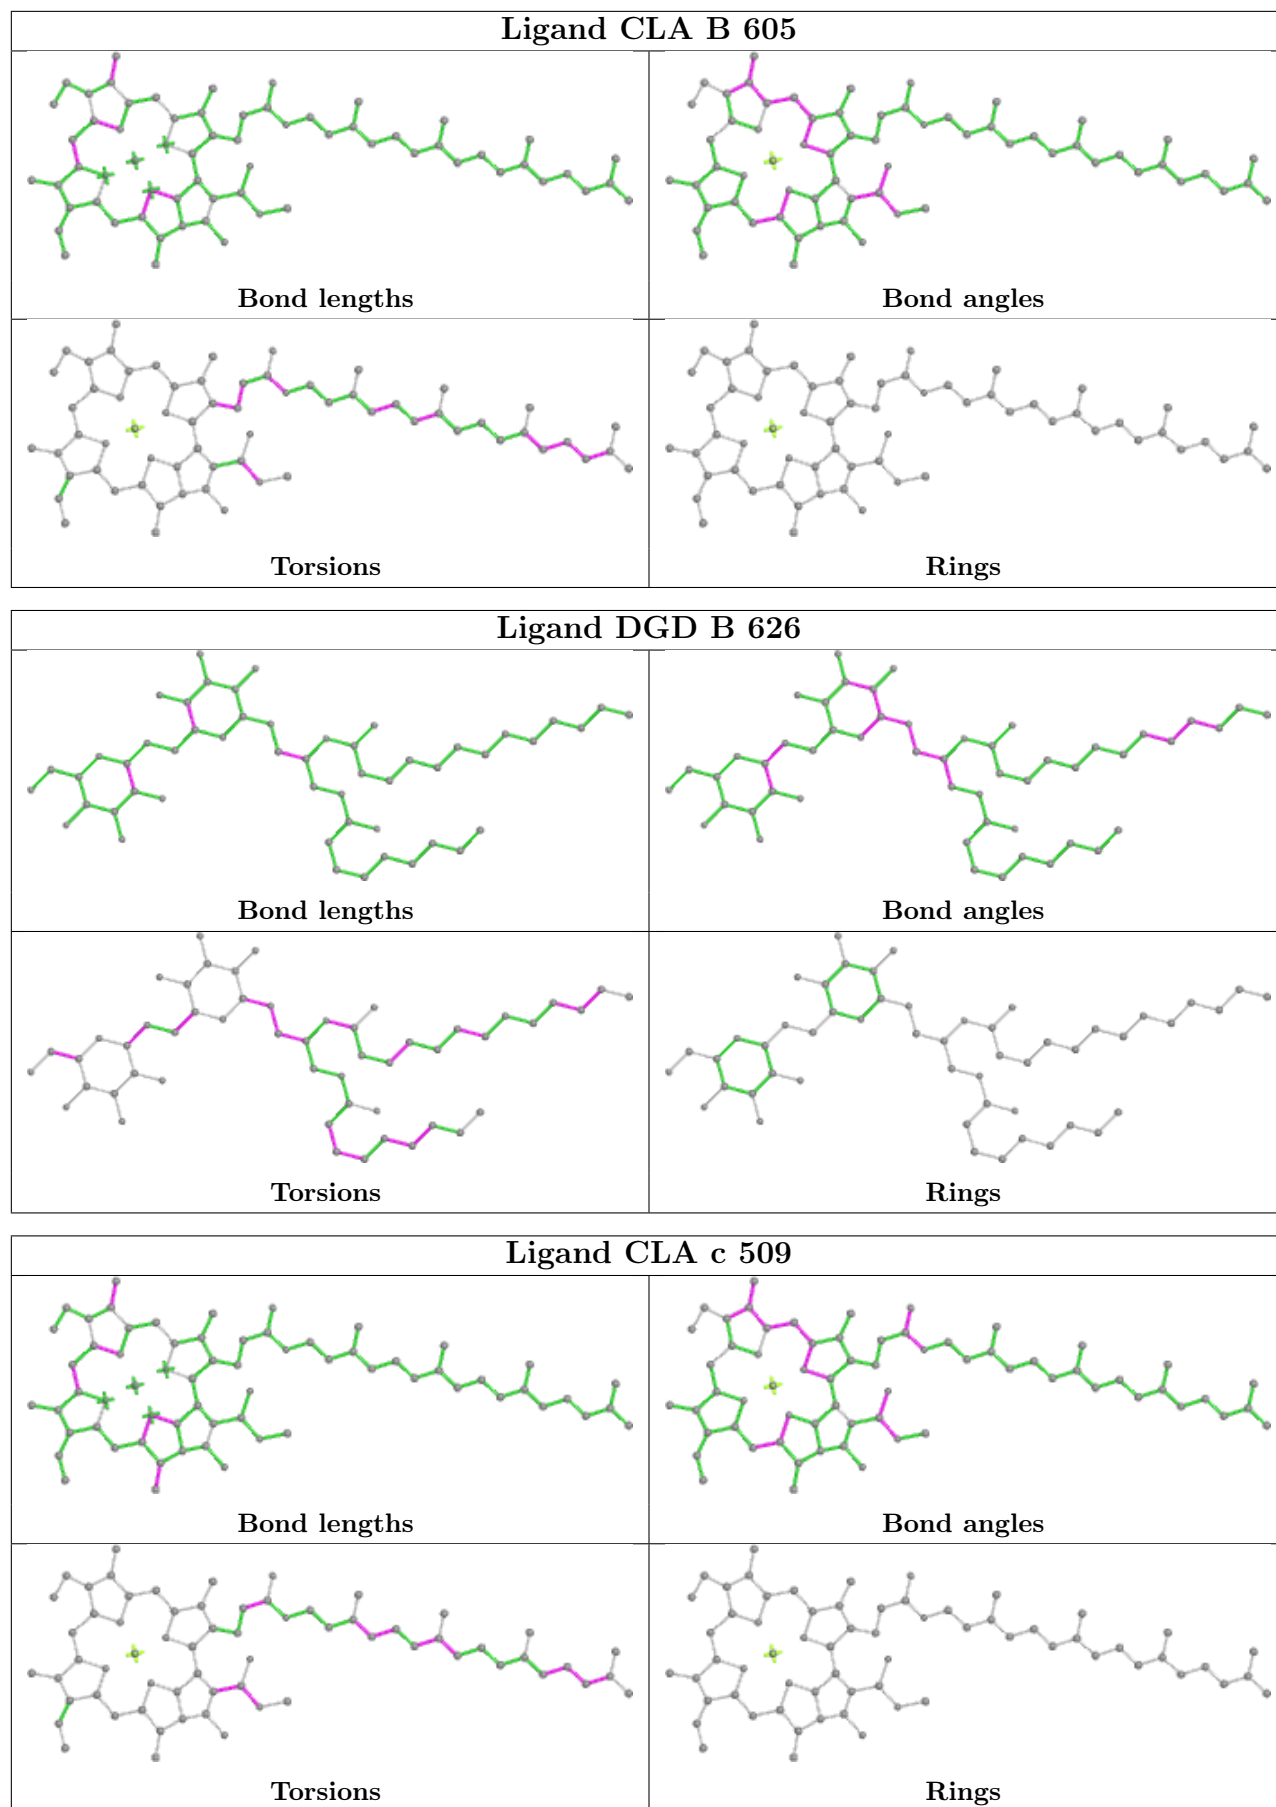 Ligand CLA B 605
Bond lengths
Bond angles
Torsions
Rings
Ligand DGD B 626
Bond lengths
Bond angles
Torsions
Rings
Ligand CLA c 509
Bond lengths
Bond angles
Torsions
Rings